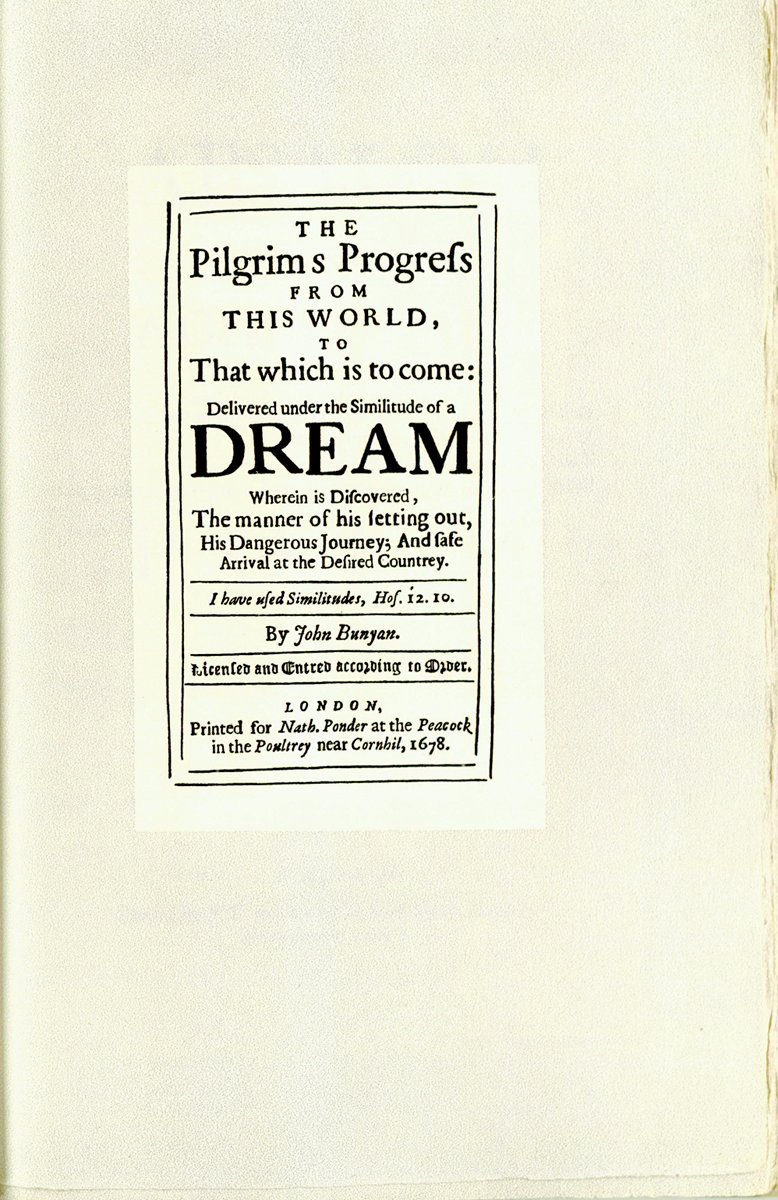 THE
Pilgrims Progreſs
FROM
THIS WORLD,
TO
That which is to come:
Delivered under the Similitude of a
DREAM
Wherein is Diſcovered,
The manner of his ſetting out,
His Dangerous Journey; And ſafe
Arrival at the Deſired Countrey.
I have uſed Similitudes, Hoſ. 12. 10.
By John Bunyan.
Licenſed and Entred according to Order.
LONDON,
Printed for Nath. Ponder at the Peacock
in the Poultrey near Cornhil, 1678.